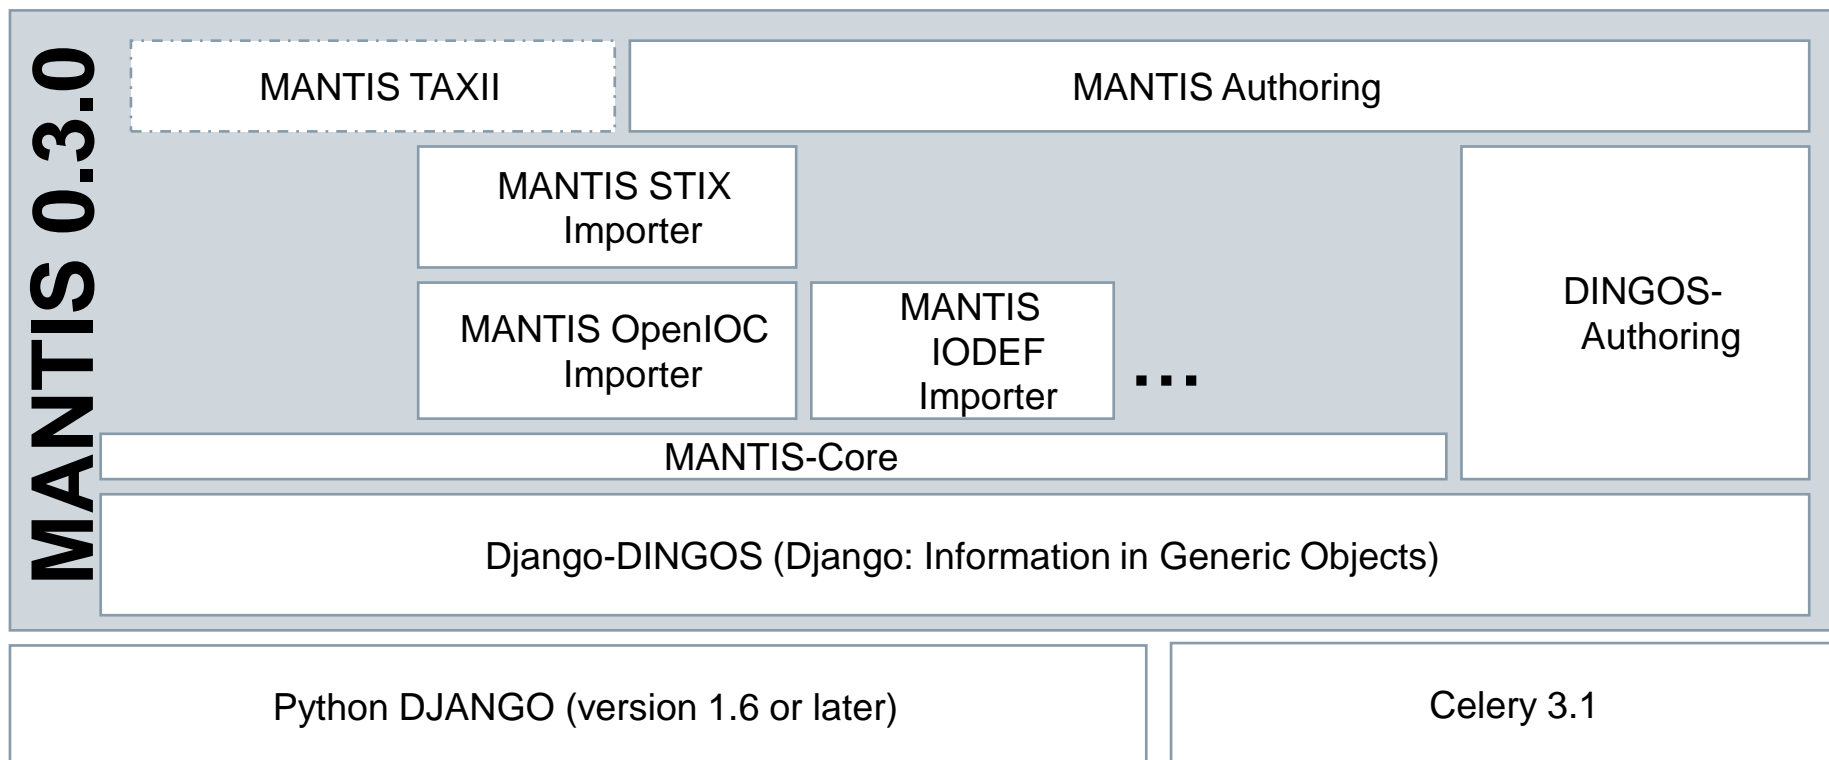 MANTIS 0.3.0
MANTIS TAXII
MANTIS Authoring
MANTIS STIX
Importer
MANTIS OpenIOC
Importer
MANTIS
IODEF
Importer
...
DINGOS-
Authoring
MANTIS-Core
Django-DINGOS (Django: Information in Generic Objects)
Python DJANGO (version 1.6 or later)
Celery 3.1